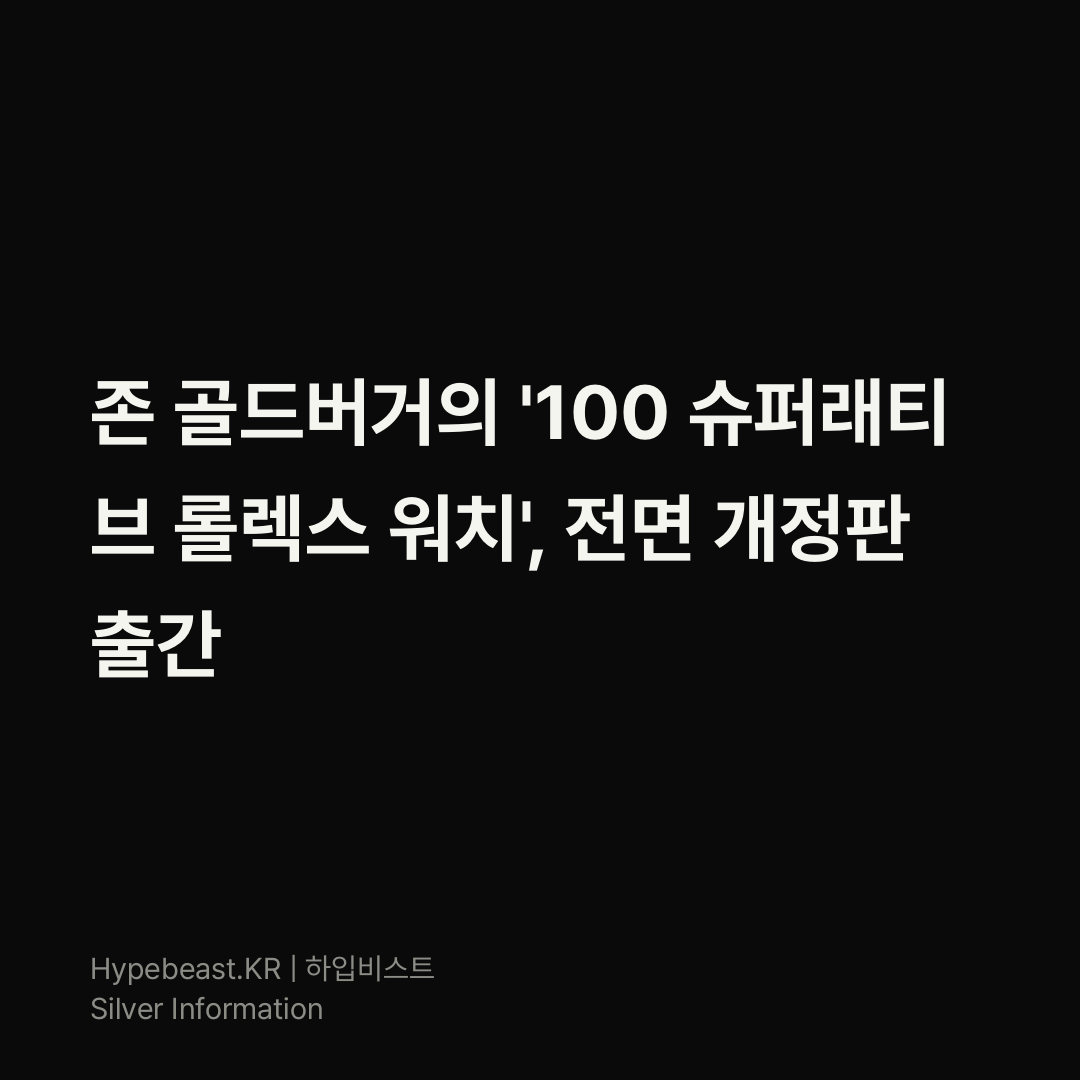 존 골드버거의 '100 슈퍼래티
브 롤렉스 워치', 전면 개정판
출간
Hypebeast.KR | 하입비스트
Silver Information